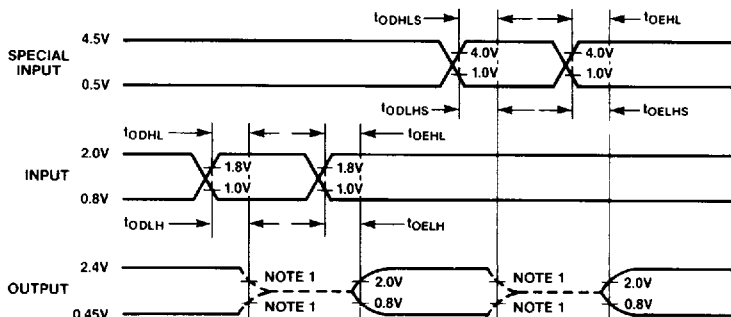 tODHLS tOEHL
4.5V
SPECIAL
INPUT
4.0V 4.0V
1.0V 1.0V
0.5V
tODLHS tOELHS
tODHL tOEHL
2.0V
INPUT
1.8V 1.8V
1.0V 1.0V
0.8V
tODLH tOELH
2.4V
OUTPUT
NOTE 1 2.0V NOTE 1 2.0V
NOTE 1 0.8V NOTE 1 0.8V
0.45V